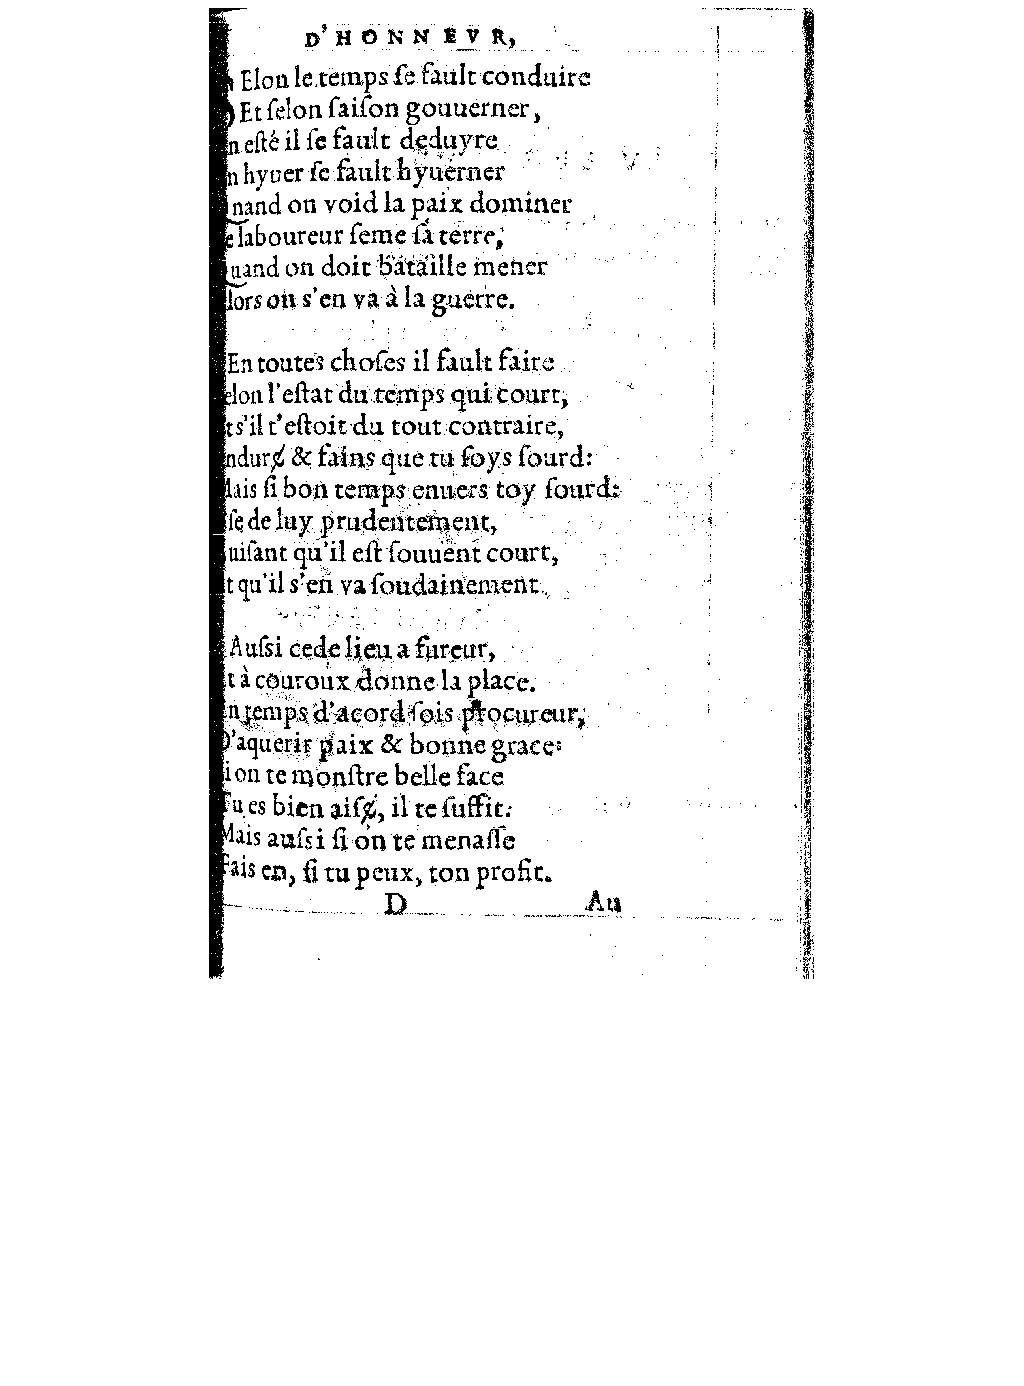 D'HONNEVR,
Elon le temps se fault conduire
Et selon saison gouuerner,
n esté il se fault deduyre
n hyuer se fault hyuerner
uand on void la paix dominer
e laboureur seme sa terre,
uand on doit bataille mener
lors on s'en va à la guerre.

En toutes choses il fault faire
elon l'estat du temps qui court,
t s'il t'estoit du tout contraire,
ndure & fains que tu soys sourd:
Mais si bon temps enuers toy sourd:
se de luy prudentement,
uisant qu'il est souuent court,
t qu'il s'en va soudainement.

Aussi cede lieu a fureur,
t à couroux donne la place.
n temps d'acord sois procureur,
D'aquerir paix & bonne grace:
i on te monstre belle face
Tu es bien aise, il te suffit:
Mais aussi si on te menasse
Fais en, si tu peux, ton profit.
D Au